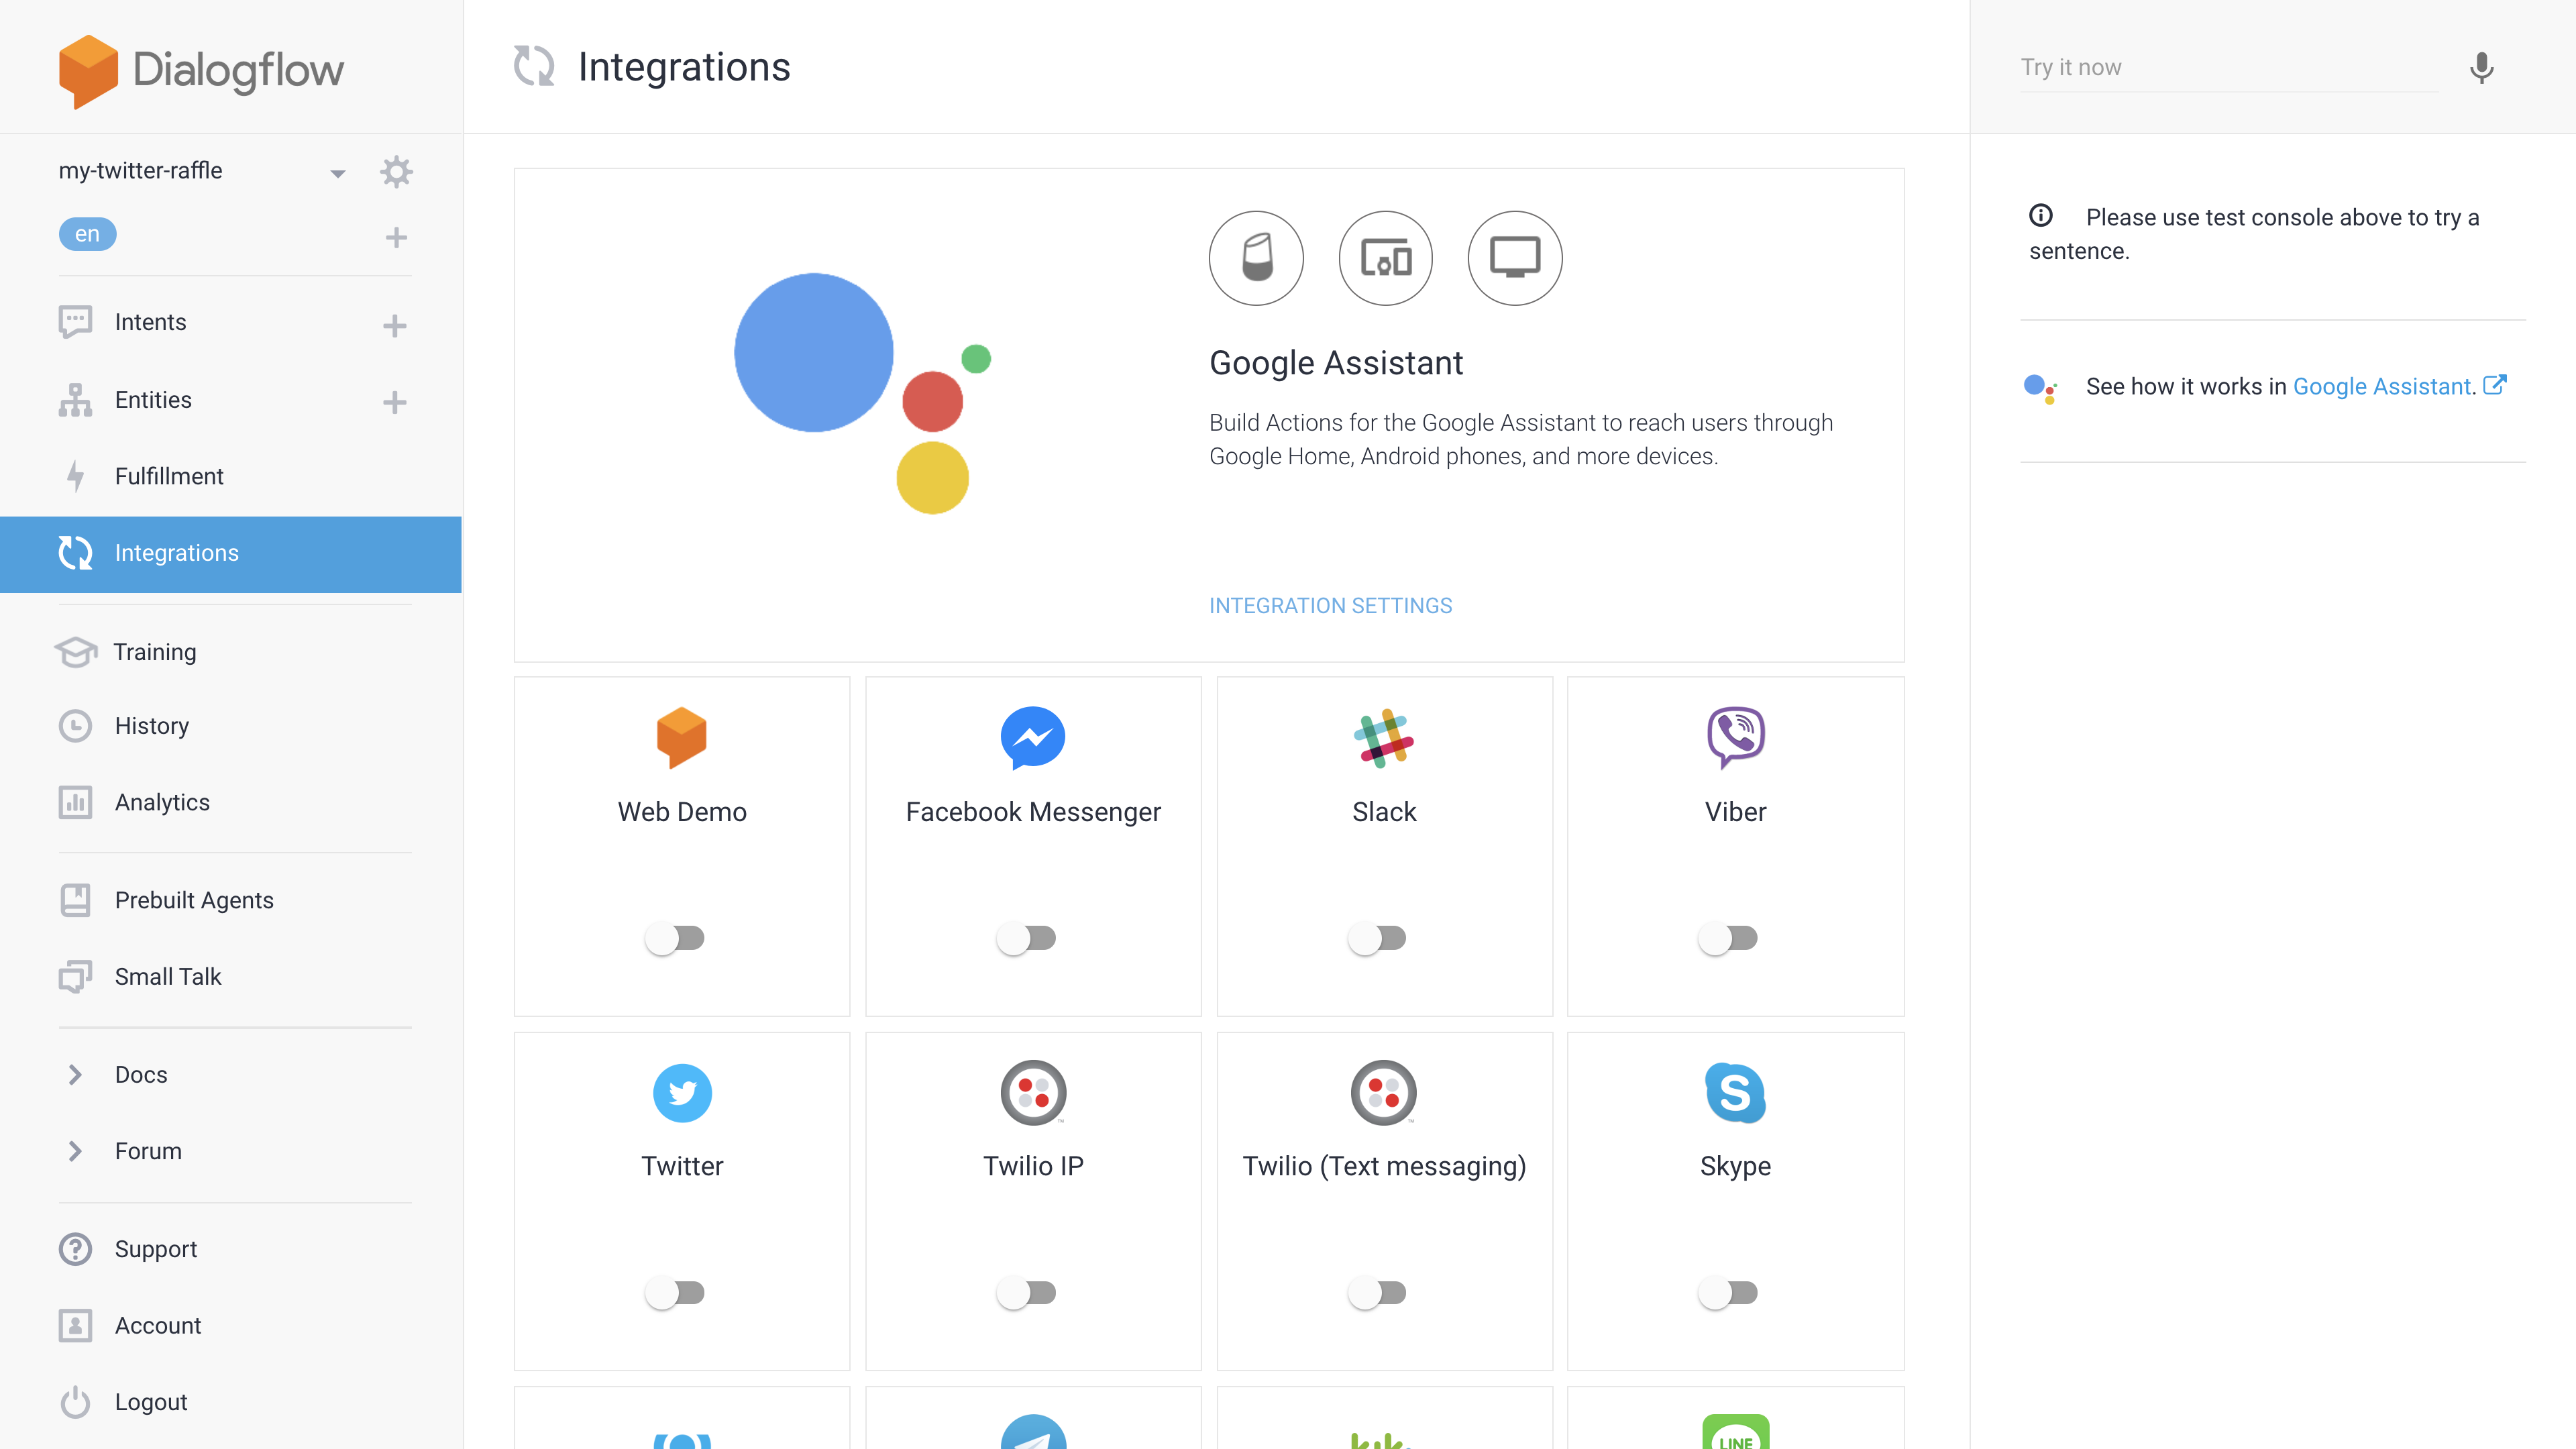 Dialogflow
my-twitter-raffle
en
Intents
Entities
Fulfillment
Integrations
Training
History
Analytics
Prebuilt Agents
Small Talk
Docs
Forum
Support
Account
Logout
Integrations
Google Assistant
Build Actions for the Google Assistant to reach users through
Google Home, Android phones, and more devices.
INTEGRATION SETTINGS
Web Demo
Facebook Messenger
Slack
Viber
Twitter
Twilio IP
Twilio (Text messaging)
Skype
kik
LINE
Try it now
Please use test console above to try a
sentence.
See how it works in Google Assistant.